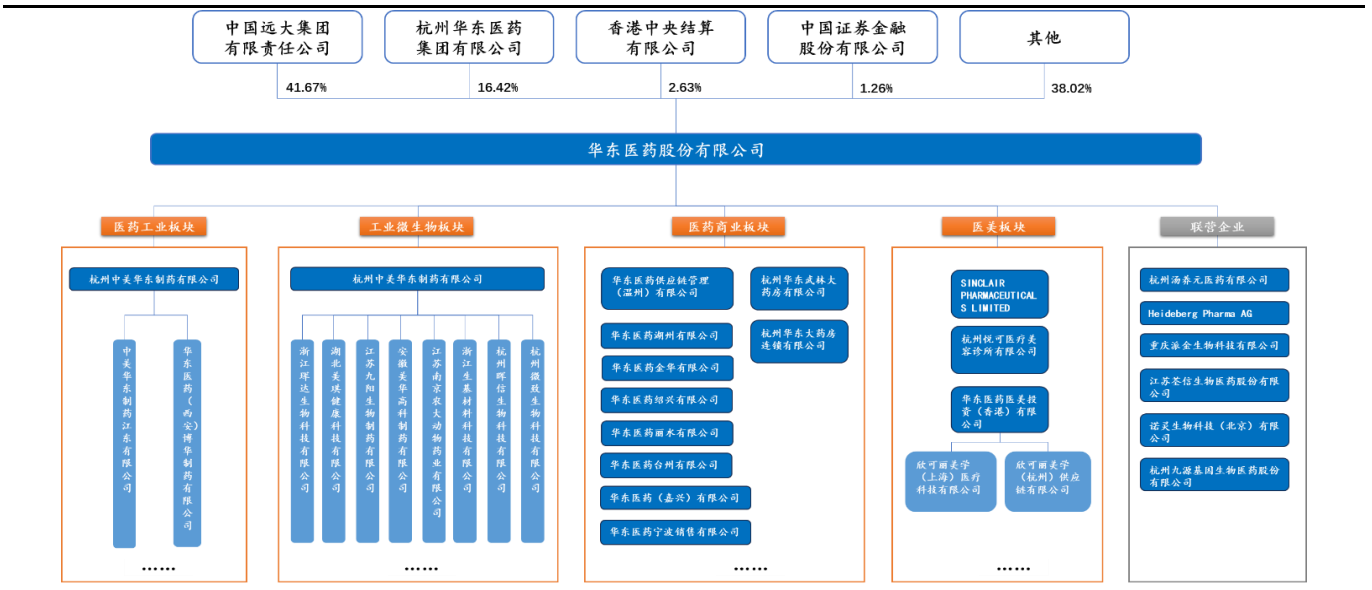 中国远大集团
有限责任公司
杭州华东医药
集团有限公司
香港中央结算
有限公司
中国证券金融
股份有限公司
其他
41.67%
16.42%
2.63%
1.26%
38.02%
华东医药股份有限公司
医药工业板块
工业微生物板块
医药商业板块
医美板块
联营企业
杭州中美华东制药有限公司
中美华东制药江东有限公司
华东医药（西安）博华制药有限公司
……
杭州中美华东制药有限公司
浙江珲达生物科技有限公司
湖北美琪健康科技有限公司
江苏九阳生物制药有限公司
安徽美华高科制药有限公司
江苏南京农大动物药业有限公司
浙江生基材料科技有限公司
杭州晖信生物科技有限公司
杭州微致生物科技有限公司
……
华东医药供应链管理
（温州）有限公司
华东医药湖州有限公司
华东医药金华有限公司
华东医药绍兴有限公司
华东医药丽水有限公司
华东医药台州有限公司
华东医药（嘉兴）有限公司
华东医药宁波销售有限公司
杭州华东武林大
药房有限公司
杭州华东大药房
连锁有限公司
……
SINCLAIR
PHARMACEUTICAL
S LIMITED
杭州悦可医疗美
容诊所有限公司
华东医药医美投
资（香港）有限
公司
欣可丽美学
（上海）医疗
科技有限公司
欣可丽美学
（杭州）供应
链有限公司
……
杭州汤养元医药有限公司
Heideberg Pharma AG
重庆派金生物科技有限公司
江苏荃信生物医药股份有限
公司
诺灵生物科技（北京）有限
公司
杭州九源基因生物医药股份
有限公司